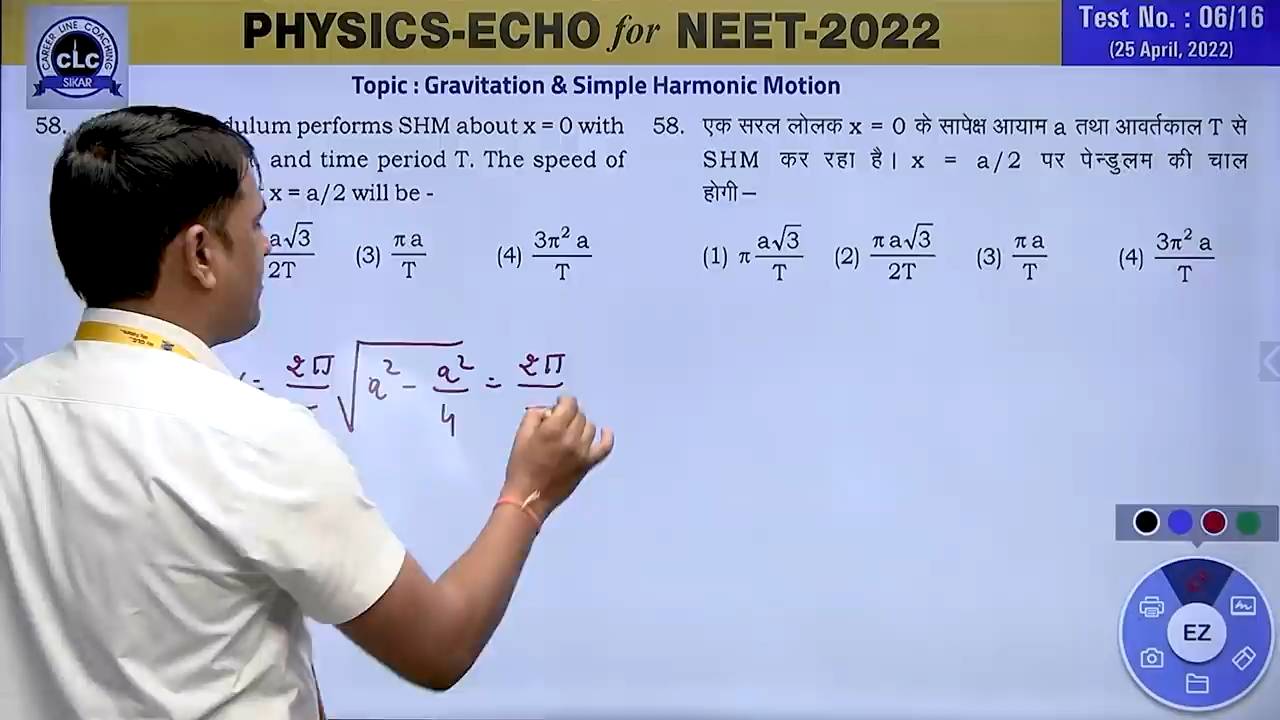 PHYSICS-ECHO for NEET-2022
Test No. : 06/16
(25 April, 2022)
CAREER LINE COACHING
CLC
SIKAR
Topic : Gravitation & Simple Harmonic Motion
58. dulum performs SHM about x = 0 with
and time period T. The speed of
x = a/2 will be -
a√3/2T (3) πa/T (4) 3π² a/T
58. एक सरल लोलक x = 0 के सापेक्ष आयाम a तथा आवर्तकाल T से
SHM कर रहा है। x = a/2 पर पेन्डुलम की चाल
होगी –
(1) π a√3/T (2) πa√3/2T (3) πa/T (4) 3π² a/T
= 2π √a² - a²/4 = 2π
EZ